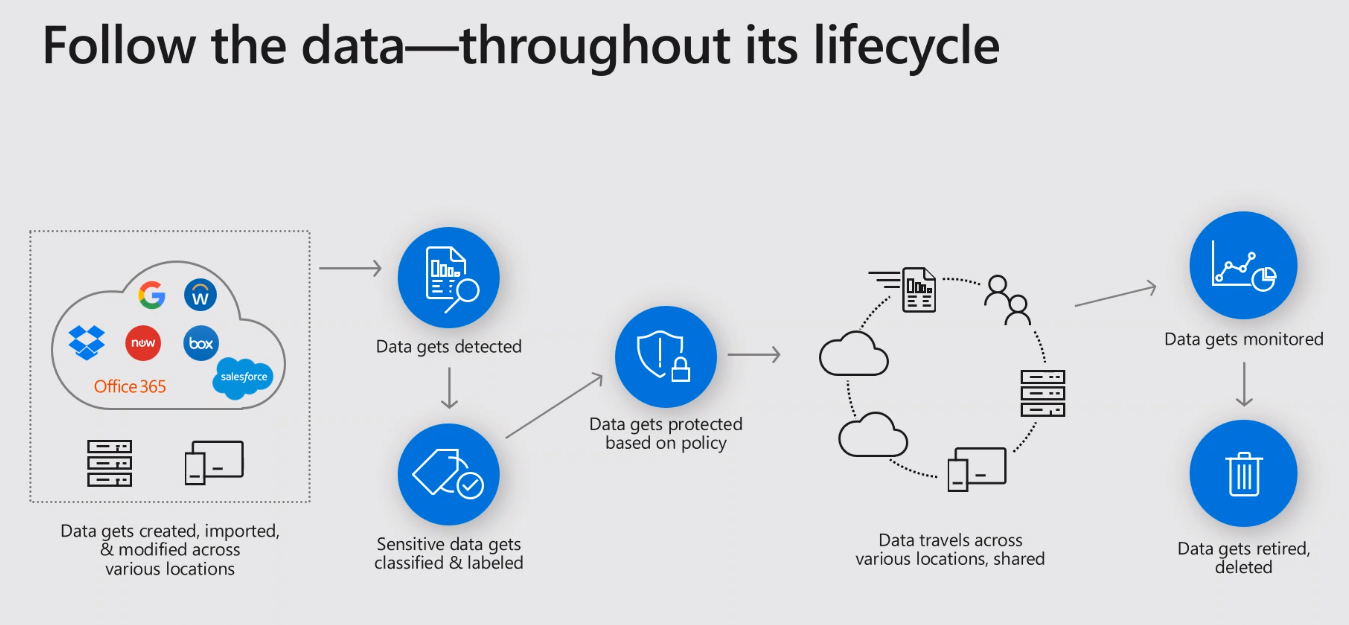 Follow the data—throughout its lifecycle
G
W
now
box
salesforce
Office 365
Data gets created, imported,
& modified across
various locations
Data gets detected
Sensitive data gets
classified & labeled
Data gets protected
based on policy
Data travels across
various locations, shared
Data gets monitored
Data gets retired,
deleted